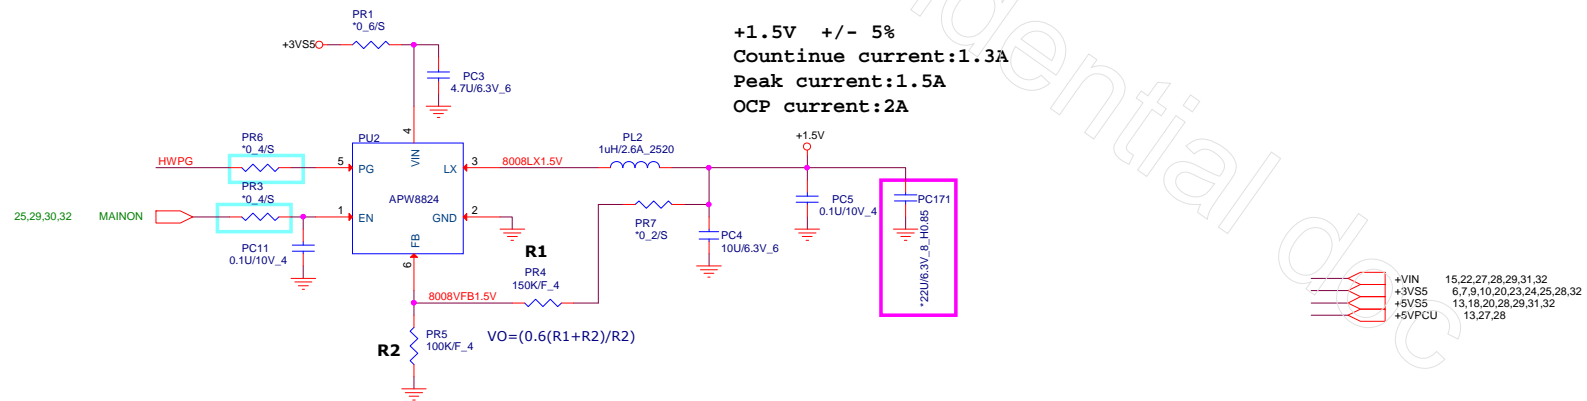 PR1
*0_6/S
+3VS5
PC3
4.7U/6.3V_6
+1.5V +/- 5%
Countinue current:1.3A
Peak current:1.5A
OCP current:2A
+1.5V
PR6
*0_4/S
HWPG
PU2
4
VIN
5
PG
LX
3
8008LX1.5V
PL2
1uH/2.6A_2520
PR3
*0_4/S
APW8824
25,29,30,32
MAINON
1
EN
GND
2
FB
6
PC11
0.1U/10V_4
PR7
*0_2/S
PC4
10U/6.3V_6
PC5
0.1U/10V_4
PC171
*22U/6.3V_8_H0.85
R1
PR4
150K/F_4
8008VFB1.5V
R2
PR5
100K/F_4
VO=(0.6(R1+R2)/R2)
+VIN 15,22,27,28,29,31,32
+3VS5 6,7,9,10,20,23,24,25,28,32
+5VS5 13,18,20,28,29,31,32
+5VPCU 13,27,28
dential doc